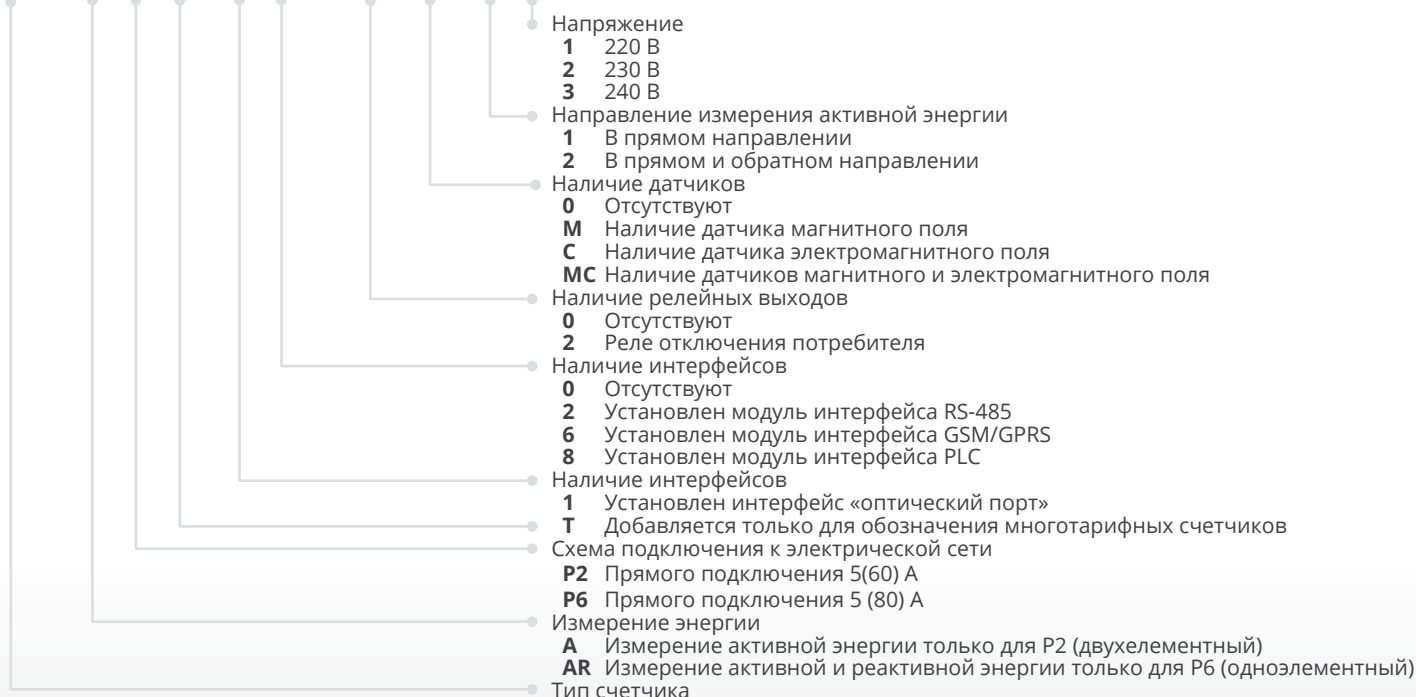 Напряжение
1 220 В
2 230 В
3 240 В
Направление измерения активной энергии
1 В прямом направлении
2 В прямом и обратном направлении
Наличие датчиков
0 Отсутствуют
М Наличие датчика магнитного поля
С Наличие датчика электромагнитного поля
МС Наличие датчиков магнитного и электромагнитного поля
Наличие релейных выходов
0 Отсутствуют
2 Реле отключения потребителя
Наличие интерфейсов
0 Отсутствуют
2 Установлен модуль интерфейса RS-485
6 Установлен модуль интерфейса GSM/GPRS
8 Установлен модуль интерфейса PLC
Наличие интерфейсов
1 Установлен интерфейс «оптический порт»
Т Добавляется только для обозначения многотарифных счетчиков
Схема подключения к электрической сети
P2 Прямого подключения 5(60) А
P6 Прямого подключения 5 (80) А
Измерение энергии
A Измерение активной энергии только для P2 (двухелементный)
AR Измерение активной и реактивной энергии только для P6 (одноэлементный)
Тип счетчика